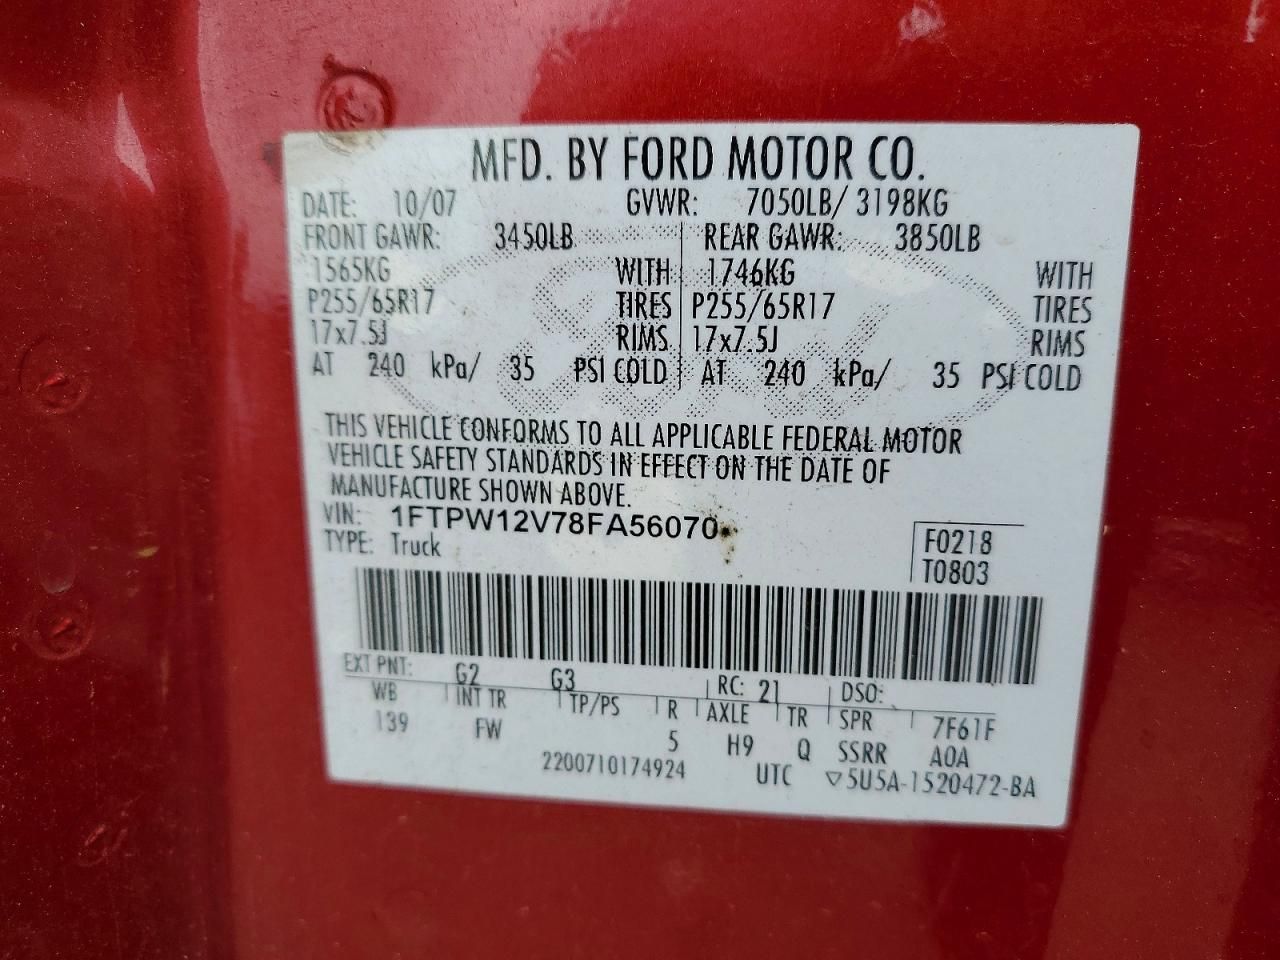 MFD. BY FORD MOTOR CO.
DATE: 10/07 GVWR: 7050LB/ 3198KG
FRONT GAWR: 3450LB REAR GAWR: 3850LB
1565KG WITH 1746KG WITH
P255/65R17 TIRES P255/65R17 TIRES
17x7.5J RIMS 17x7.5J RIMS
AT 240 kPa/ 35 PSI COLD AT 240 kPa/ 35 PSI COLD
THIS VEHICLE CONFORMS TO ALL APPLICABLE FEDERAL MOTOR
VEHICLE SAFETY STANDARDS IN EFFECT ON THE DATE OF
MANUFACTURE SHOWN ABOVE.
VIN: 1FTPW12V78FA56070
TYPE: Truck
F0218
T0803
EXT PNT: G2 G3 RC: 21 DSO:
WB INT TR TP/PS R AXLE TR SPR 7F61F
139 FW 5 H9 Q SSRR A0A
2200710174924 UTC ▽5U5A-1520472-BA